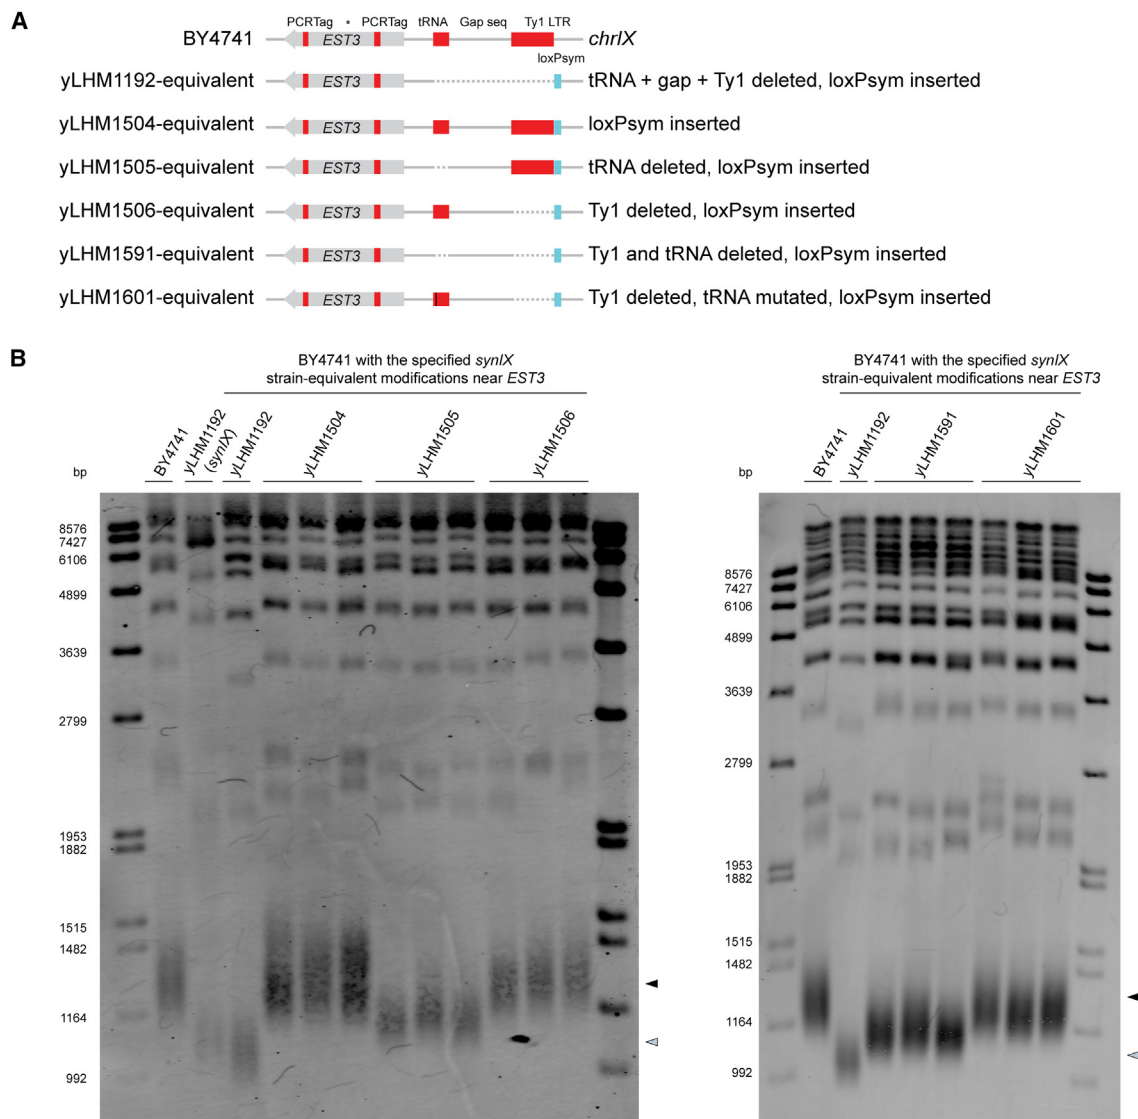 A
PCRTag * PCRTag tRNA Gap seq Ty1 LTR
BY4741 EST3 chrIX
loxPsym
yLHM1192-equivalent EST3 tRNA + gap + Ty1 deleted, loxPsym inserted
yLHM1504-equivalent EST3 loxPsym inserted
yLHM1505-equivalent EST3 tRNA deleted, loxPsym inserted
yLHM1506-equivalent EST3 Ty1 deleted, loxPsym inserted
yLHM1591-equivalent EST3 Ty1 and tRNA deleted, loxPsym inserted
yLHM1601-equivalent EST3 Ty1 deleted, tRNA mutated, loxPsym inserted
B
BY4741 with the specified synIX
strain-equivalent modifications near EST3
bp
BY4741
yLHM1192
(synIX)
yLHM1192
yLHM1504
yLHM1505
yLHM1506
8576
7427
6106
4899
3639
2799
1953
1882
1515
1482
1164
992
BY4741 with the specified synIX
strain-equivalent modifications near EST3
bp
BY4741
yLHM1192
yLHM1591
yLHM1601
8576
7427
6106
4899
3639
2799
1953
1882
1515
1482
1164
992